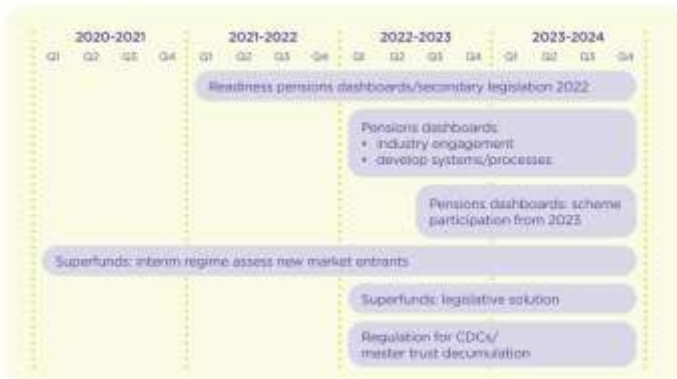 2020-2021 2021-2022 2022-2023 2023-2024
Q1 Q2 Q3 Q4 Q1 Q2 Q3 Q4 Q1 Q2 Q3 Q4 Q1 Q2 Q3 Q4
Readiness pensions dashboards/secondary legislation 2022
Pensions dashboards:
• industry engagement
• develop systems/processes
Pensions dashboards: scheme
participation from 2023
Superfunds: interim regime assess new market entrants
Superfunds: legislative solution
Regulation for CDCs/
master trust decumulation